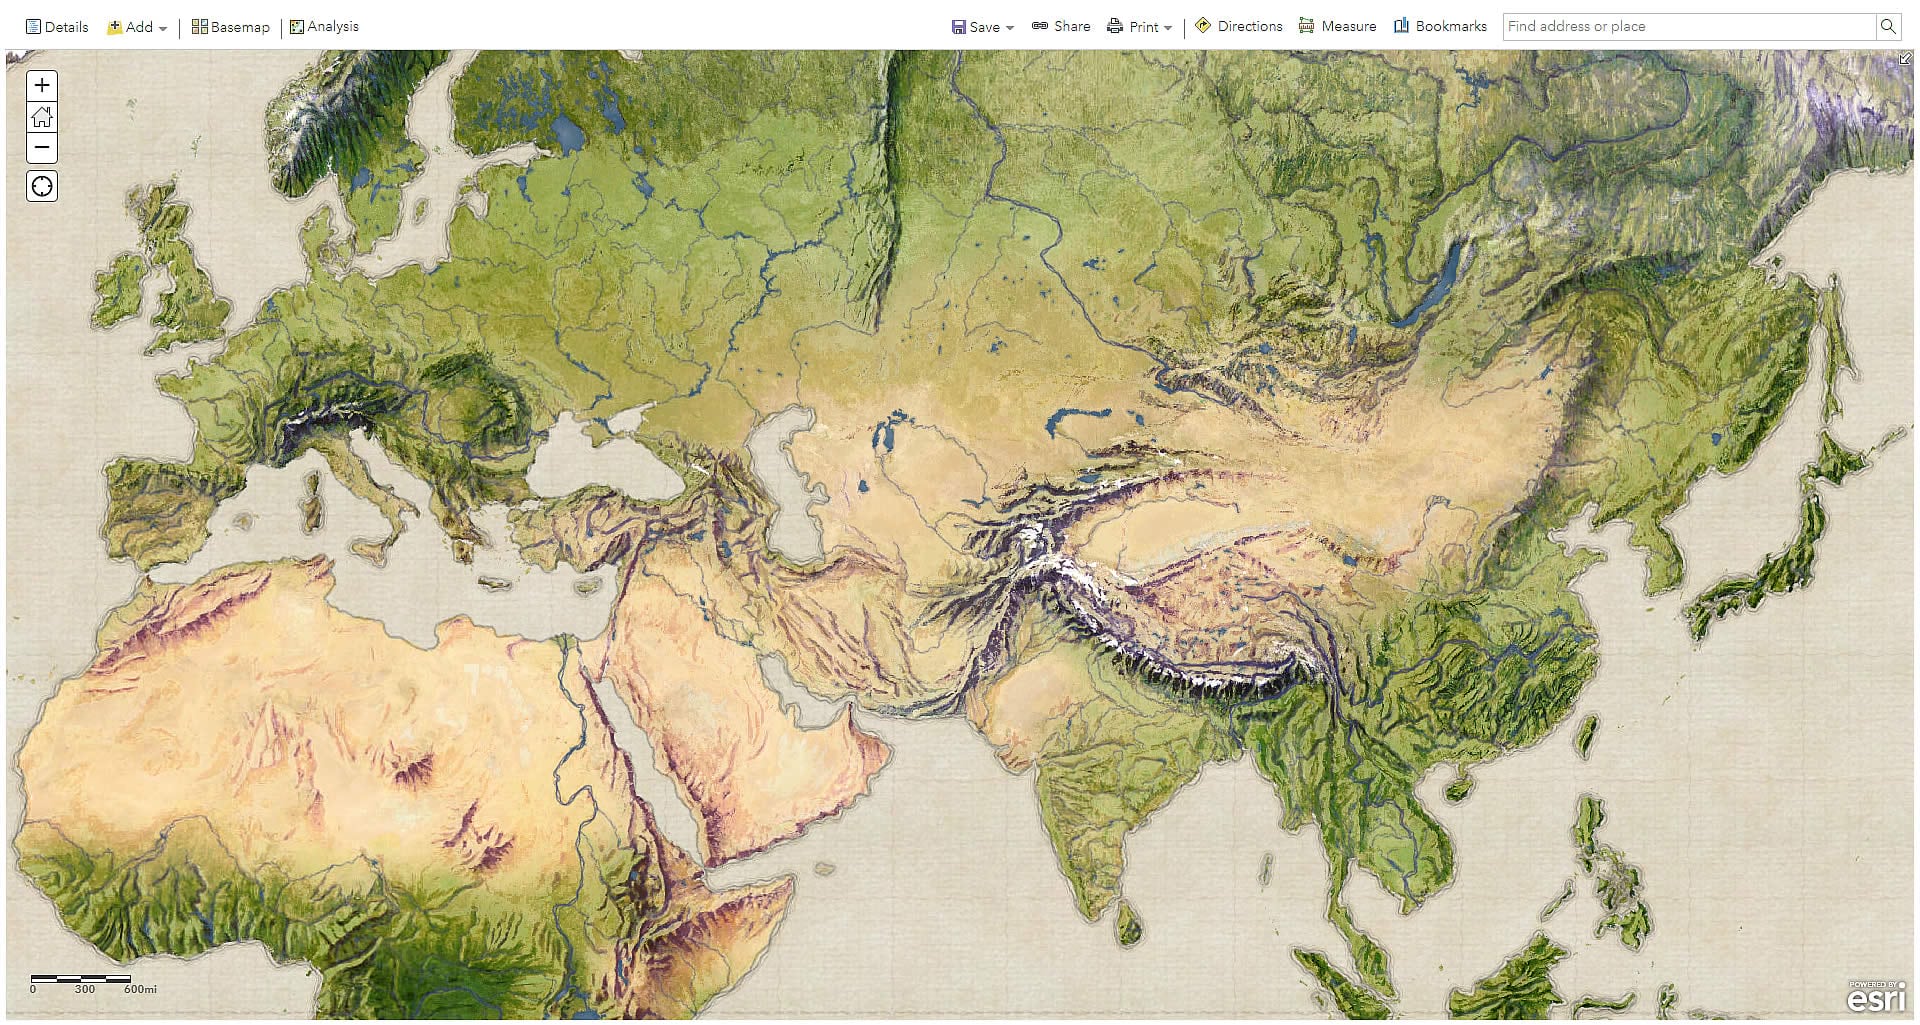 Details Add Basemap Analysis Save Share Print Directions Measure Bookmarks Find address or place
+
−
0 300 600mi
POWERED BY
esri